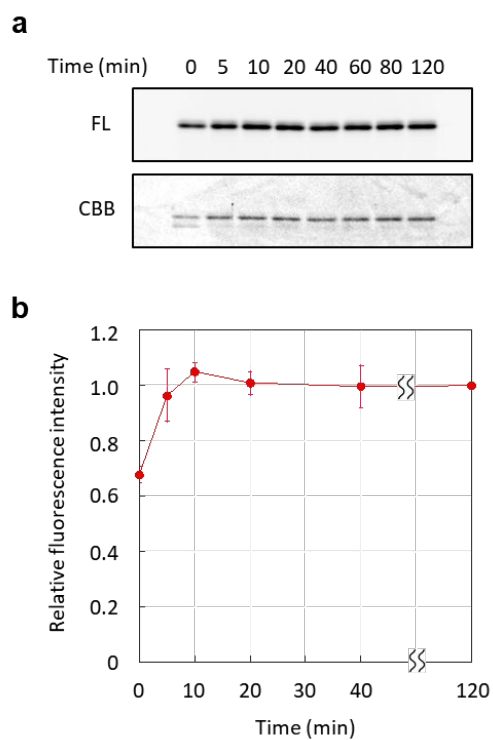 a
Time (min) 0 5 10 20 40 60 80 120
FL
CBB
b
Relative fluorescence intensity
1.2
1.0
0.8
0.6
0.4
0.2
0
0 10 20 30 40 120
Time (min)